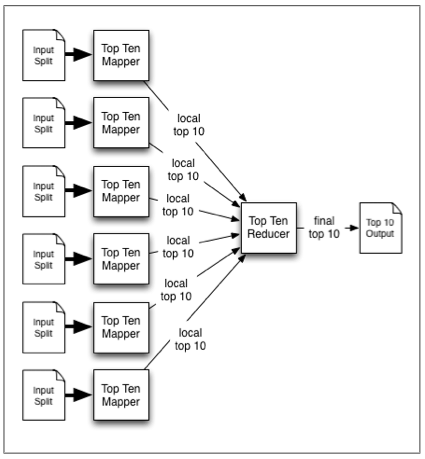 Input
Split
Top Ten
Mapper
local
top 10
Input
Split
Top Ten
Mapper
local
top 10
Input
Split
Top Ten
Mapper
local
top 10
Top Ten
Reducer
final
top 10
Top 10
Output
Input
Split
Top Ten
Mapper
local
top 10
Input
Split
Top Ten
Mapper
local
top 10
Input
Split
Top Ten
Mapper
local
top 10